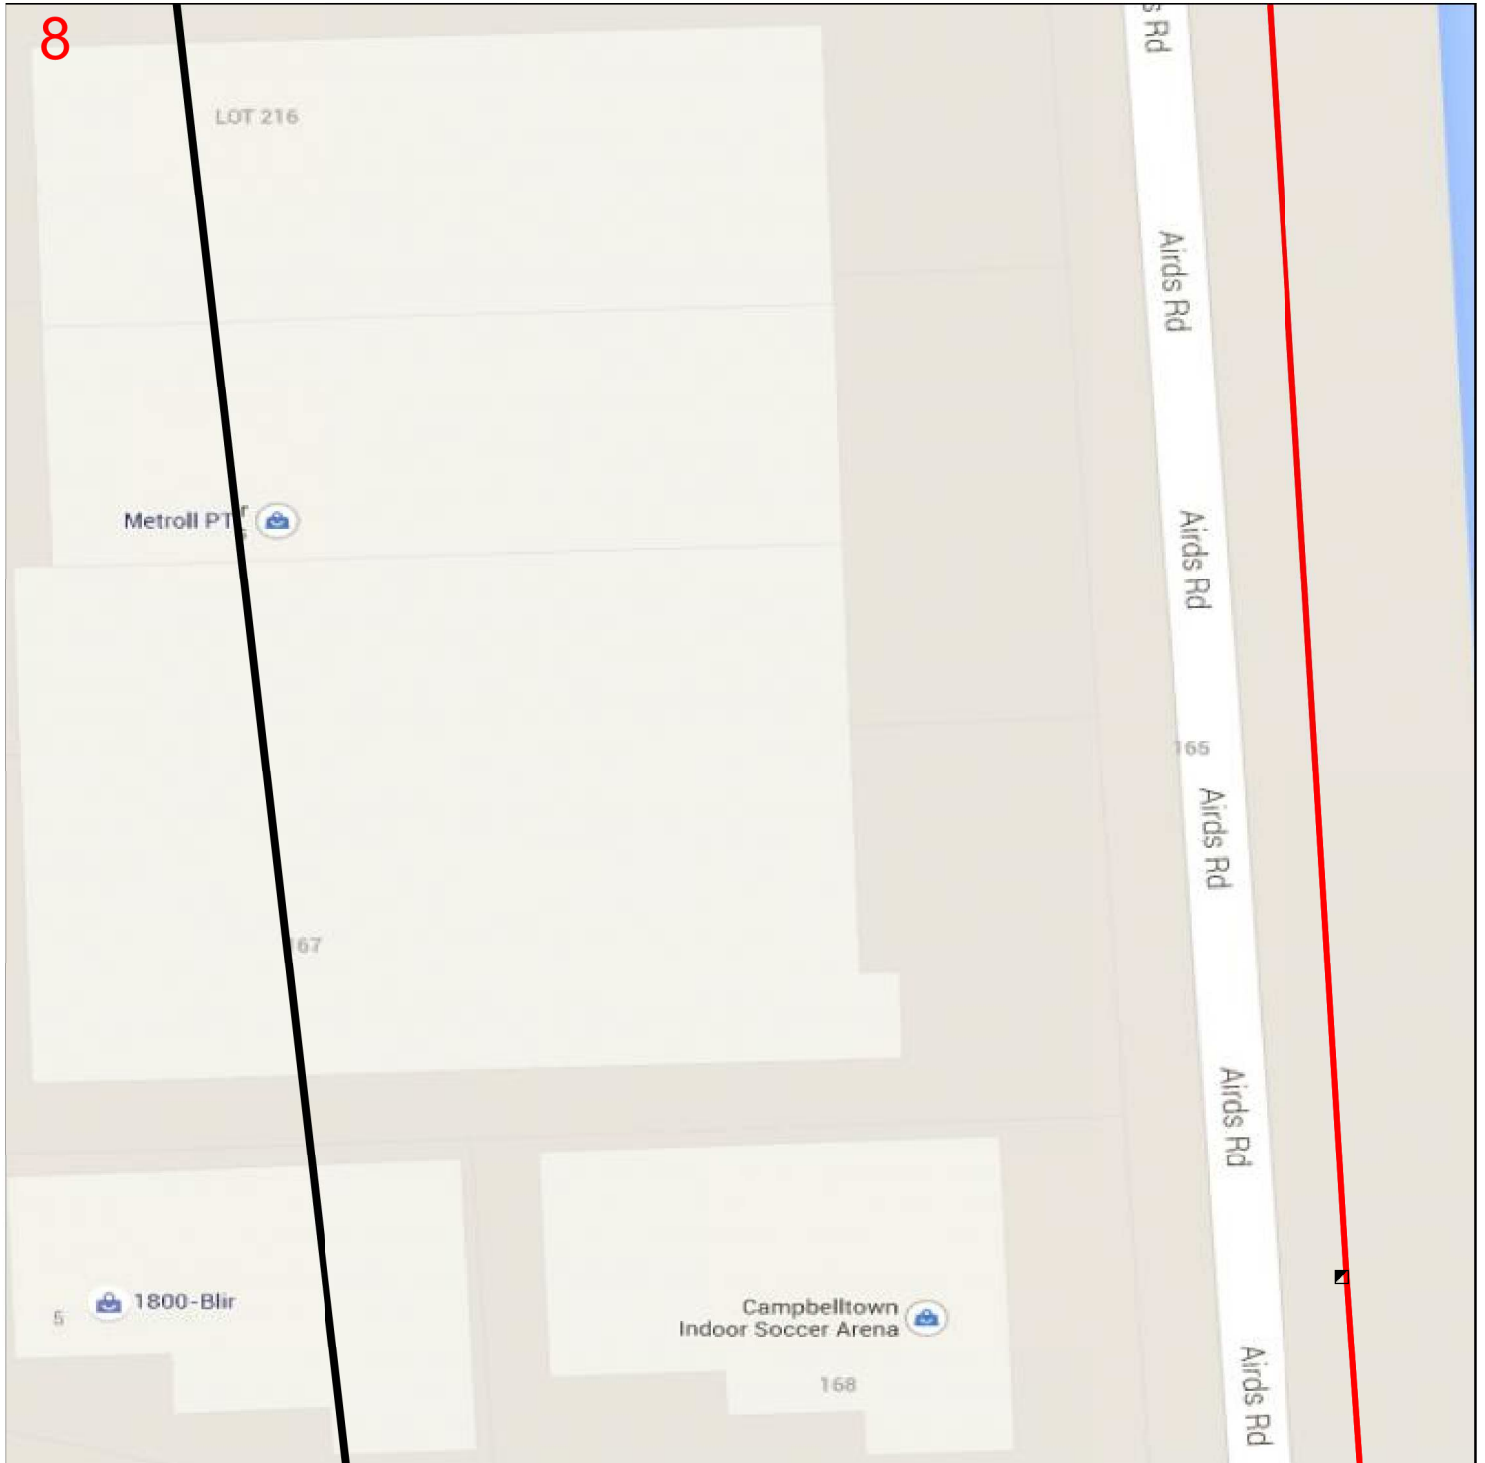 8
s Rd
LOT 216
Airds Rd
Metroll PT
Airds Rd
165
Airds Rd
67
Airds Rd
1800-Blir
5
Campbelltown
Indoor Soccer Arena
168
Airds Rd